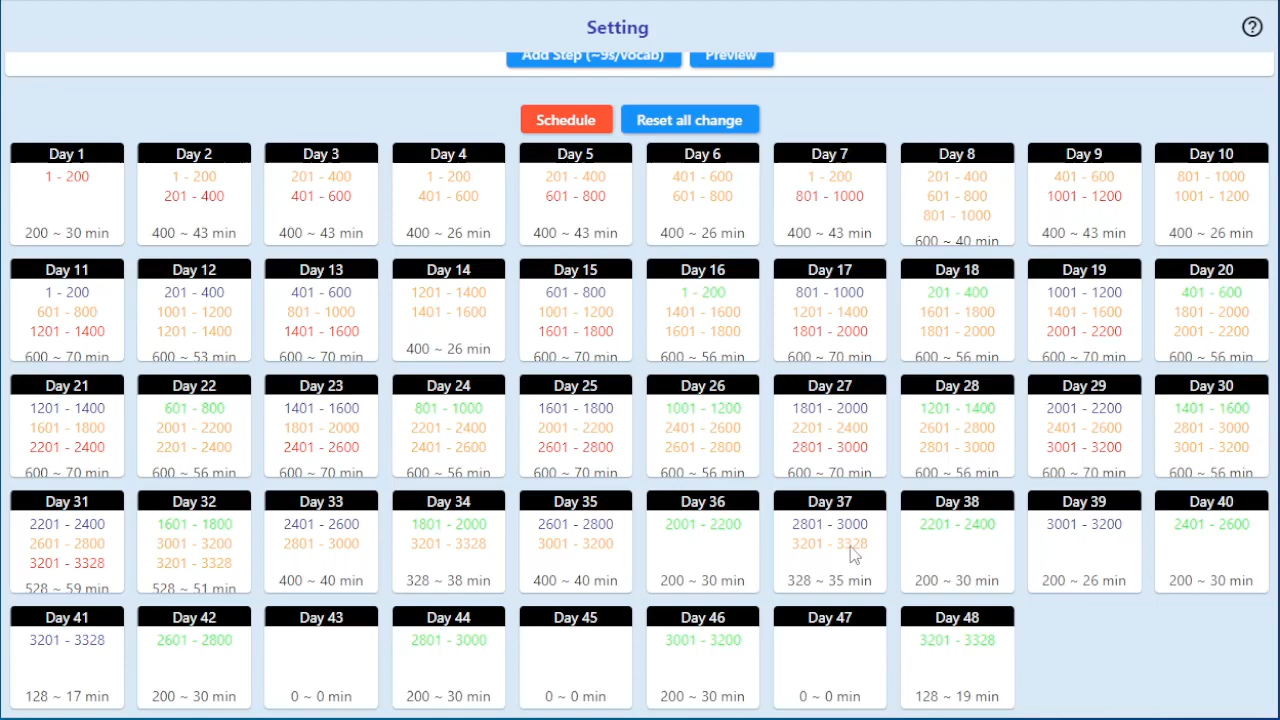 Setting
Add Step (~9s/vocab) Preview
Schedule Reset all change
Day 1
1 - 200
200 ~ 30 min
Day 2
1 - 200
201 - 400
400 ~ 43 min
Day 3
201 - 400
401 - 600
400 ~ 43 min
Day 4
1 - 200
401 - 600
400 ~ 26 min
Day 5
201 - 400
601 - 800
400 ~ 43 min
Day 6
401 - 600
601 - 800
400 ~ 26 min
Day 7
1 - 200
801 - 1000
400 ~ 43 min
Day 8
201 - 400
601 - 800
801 - 1000
600 ~ 40 min
Day 9
401 - 600
1001 - 1200
400 ~ 43 min
Day 10
801 - 1000
1001 - 1200
400 ~ 26 min
Day 11
1 - 200
601 - 800
1201 - 1400
600 ~ 70 min
Day 12
201 - 400
1001 - 1200
1201 - 1400
600 ~ 53 min
Day 13
401 - 600
801 - 1000
1401 - 1600
600 ~ 70 min
Day 14
1201 - 1400
1401 - 1600
400 ~ 26 min
Day 15
601 - 800
1001 - 1200
1601 - 1800
600 ~ 70 min
Day 16
1 - 200
1401 - 1600
1601 - 1800
600 ~ 56 min
Day 17
801 - 1000
1201 - 1400
1801 - 2000
600 ~ 70 min
Day 18
201 - 400
1601 - 1800
1801 - 2000
600 ~ 56 min
Day 19
1001 - 1200
1401 - 1600
2001 - 2200
600 ~ 70 min
Day 20
401 - 600
1801 - 2000
2001 - 2200
600 ~ 56 min
Day 21
1201 - 1400
1601 - 1800
2201 - 2400
600 ~ 70 min
Day 22
601 - 800
2001 - 2200
2201 - 2400
600 ~ 56 min
Day 23
1401 - 1600
1801 - 2000
2401 - 2600
600 ~ 70 min
Day 24
801 - 1000
2201 - 2400
2401 - 2600
600 ~ 56 min
Day 25
1601 - 1800
2001 - 2200
2601 - 2800
600 ~ 70 min
Day 26
1001 - 1200
2401 - 2600
2601 - 2800
600 ~ 56 min
Day 27
1801 - 2000
2201 - 2400
2801 - 3000
600 ~ 70 min
Day 28
1201 - 1400
2601 - 2800
2801 - 3000
600 ~ 56 min
Day 29
2001 - 2200
2401 - 2600
3001 - 3200
600 ~ 70 min
Day 30
1401 - 1600
2801 - 3000
3001 - 3200
600 ~ 56 min
Day 31
2201 - 2400
2601 - 2800
3201 - 3328
528 ~ 59 min
Day 32
1601 - 1800
3001 - 3200
3201 - 3328
528 ~ 51 min
Day 33
2401 - 2600
2801 - 3000
400 ~ 40 min
Day 34
1801 - 2000
3201 - 3328
328 ~ 38 min
Day 35
2601 - 2800
3001 - 3200
400 ~ 40 min
Day 36
2001 - 2200
200 ~ 30 min
Day 37
2801 - 3000
3201 - 3328
328 ~ 35 min
Day 38
2201 - 2400
200 ~ 30 min
Day 39
3001 - 3200
200 ~ 26 min
Day 40
2401 - 2600
200 ~ 30 min
Day 41
3201 - 3328
128 ~ 17 min
Day 42
2601 - 2800
200 ~ 30 min
Day 43
0 ~ 0 min
Day 44
2801 - 3000
200 ~ 30 min
Day 45
0 ~ 0 min
Day 46
3001 - 3200
200 ~ 30 min
Day 47
0 ~ 0 min
Day 48
3201 - 3328
128 ~ 19 min